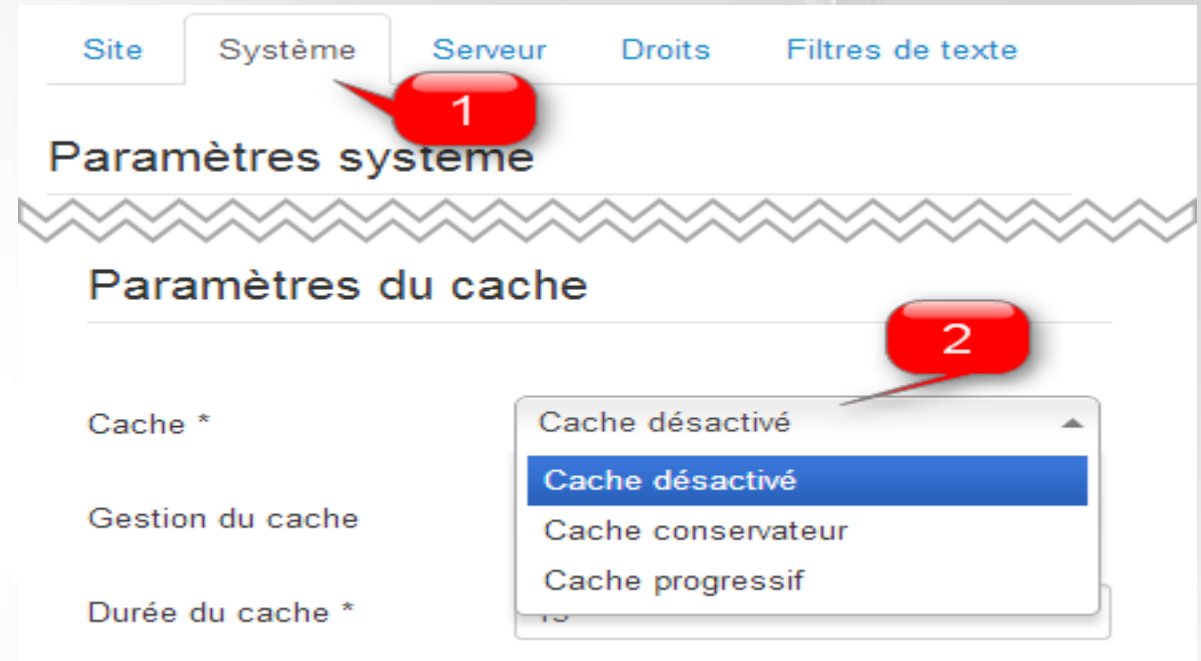 Site Système Serveur Droits Filtres de texte
1
Paramètres système
Paramètres du cache
2
Cache * Cache désactivé
Cache désactivé
Gestion du cache
Cache conservateur
Cache progressif
Durée du cache *